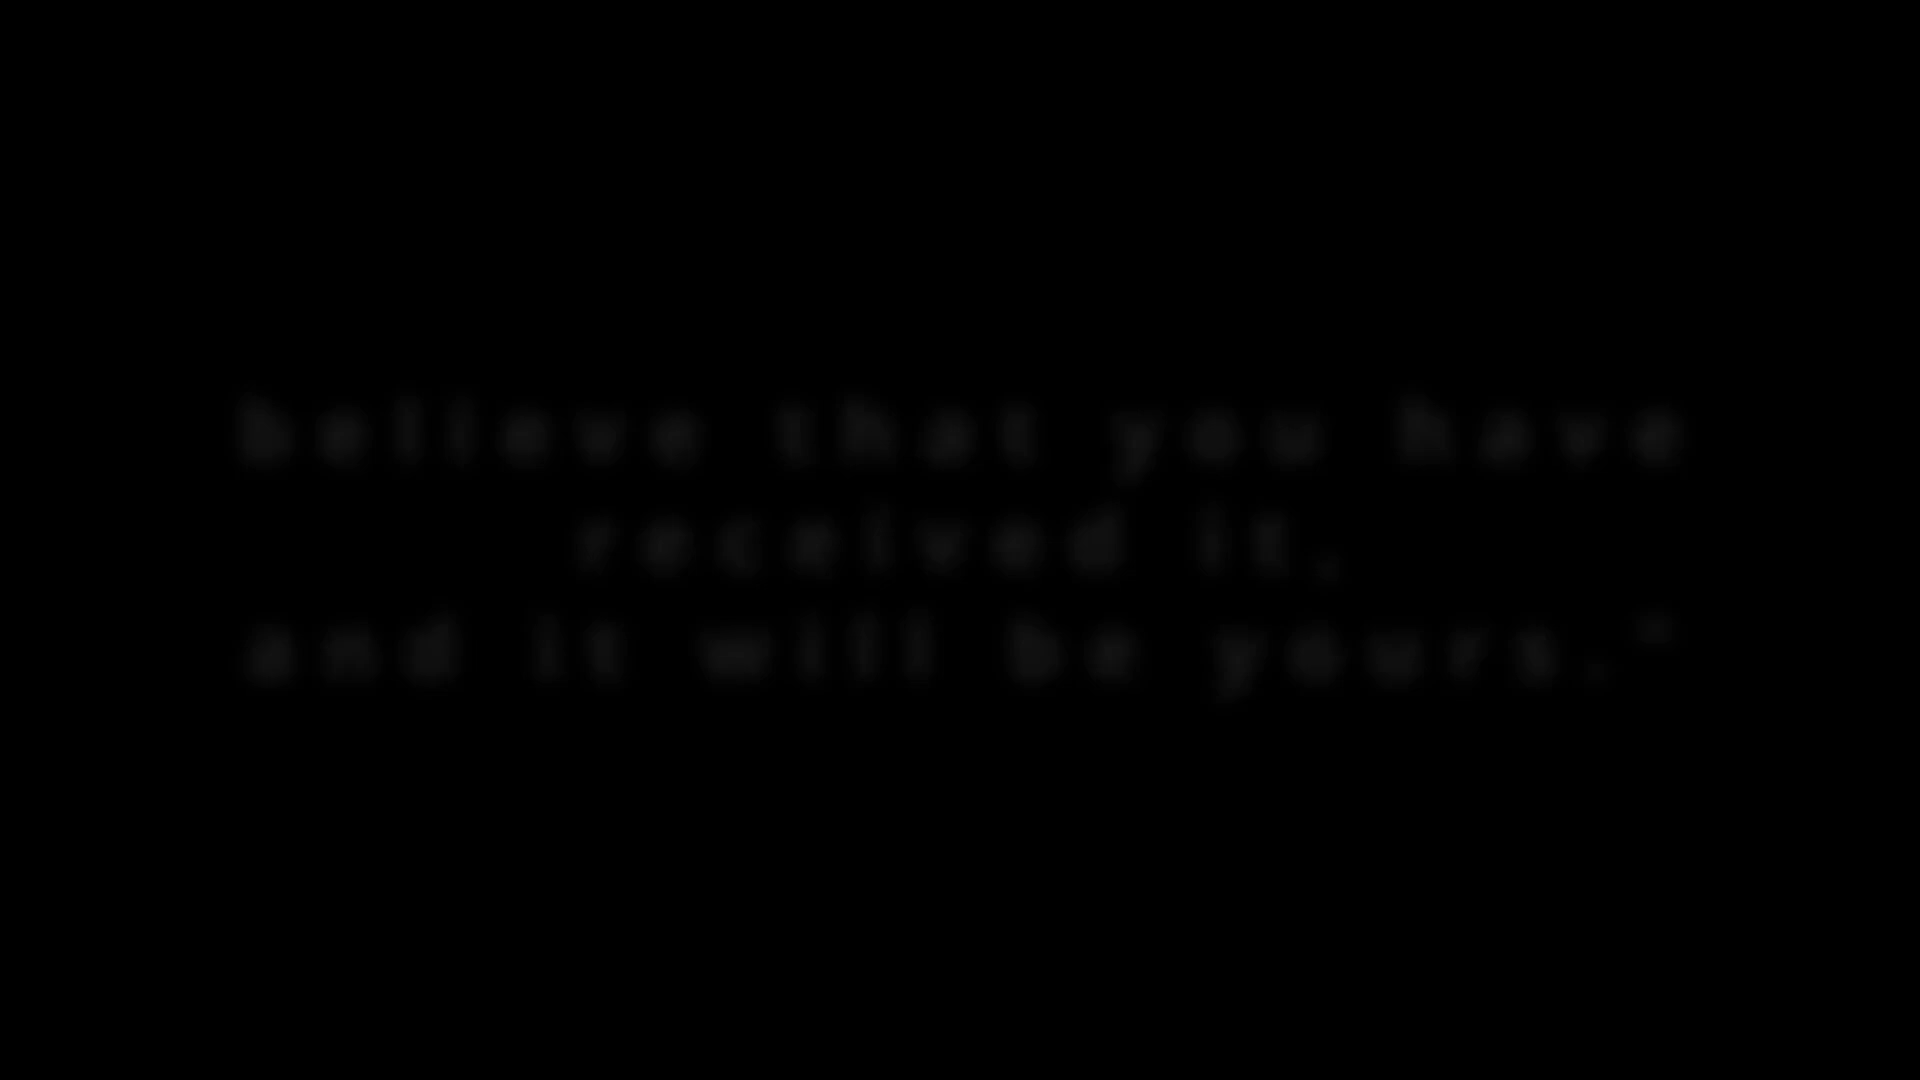 believe that you have
received it,
and it will be yours."